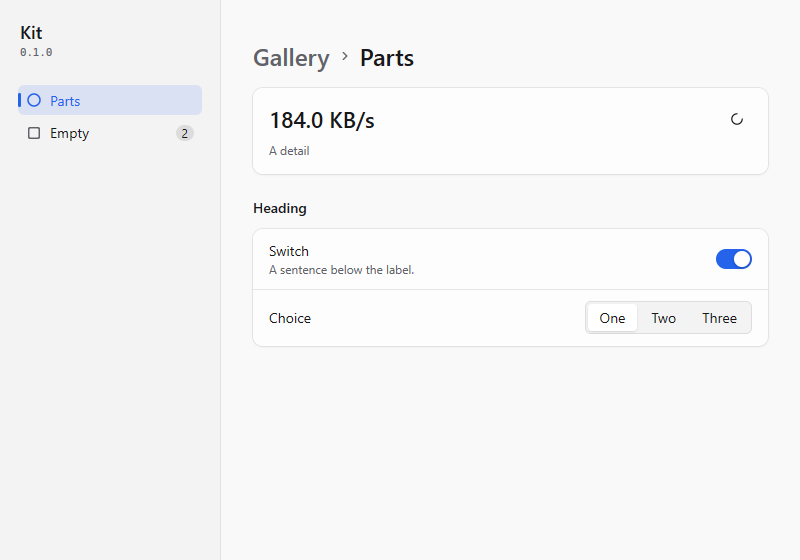 Kit
0.1.0
Parts
Empty 2
Gallery › Parts
184.0 KB/s
A detail
Heading
Switch
A sentence below the label.
Choice One Two Three